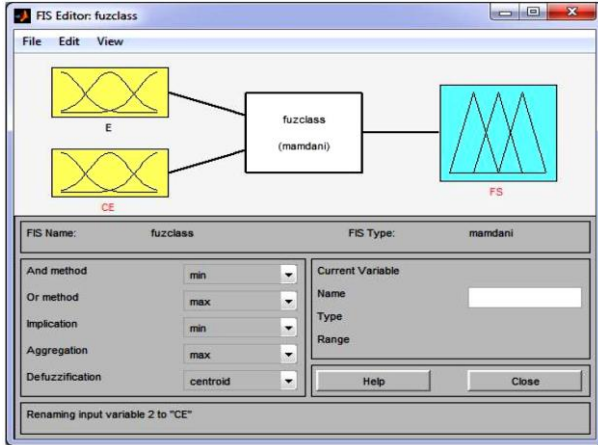 FIS Editor: fuzclass
File Edit View
E
CE
fuzclass
(mamdani)
FS
FIS Name: fuzclass FIS Type: mamdani
And method min
Or method max
Implication min
Aggregation max
Defuzzification centroid
Current Variable
Name
Type
Range
Help Close
Renaming input variable 2 to "CE"